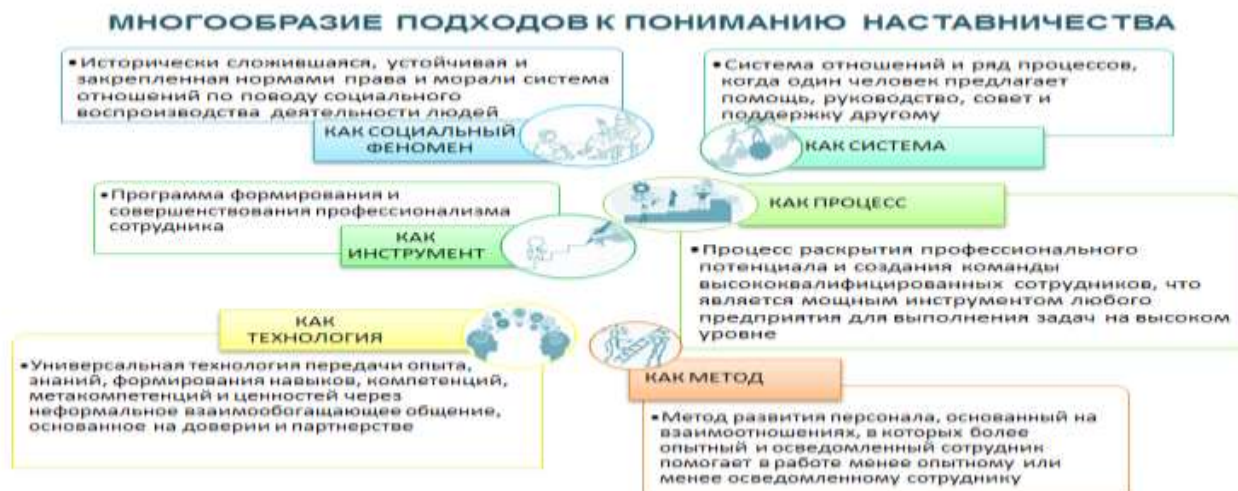 МНОГООБРАЗИЕ ПОДХОДОВ К ПОНИМАНИЮ НАСТАВНИЧЕСТВА
•Исторически сложившаяся, устойчивая и
закрепленная нормами права и морали система
отношений по поводу социального
воспроизводства деятельности людей
КАК СОЦИАЛЬНЫЙ
ФЕНОМЕН
•Система отношений и ряд процессов,
когда один человек предлагает
помощь, руководство, совет и
поддержку другому
КАК СИСТЕМА
•Программа формирования и
совершенствования профессионализма
сотрудника
КАК
ИНСТРУМЕНТ
КАК ПРОЦЕСС
•Процесс раскрытия профессионального
потенциала и создания команды
высококвалифицированных сотрудников, что
является мощным инструментом любого
предприятия для выполнения задач на высоком
уровне
КАК
ТЕХНОЛОГИЯ
•Универсальная технология передачи опыта,
знаний, формирования навыков, компетенций,
метакомпетенций и ценностей через
неформальное взаимообогащающее общение,
основанное на доверии и партнерстве
КАК МЕТОД
•Метод развития персонала, основанный на
взаимоотношениях, в которых более
опытный и осведомленный сотрудник
помогает в работе менее опытному или
менее осведомленному сотруднику